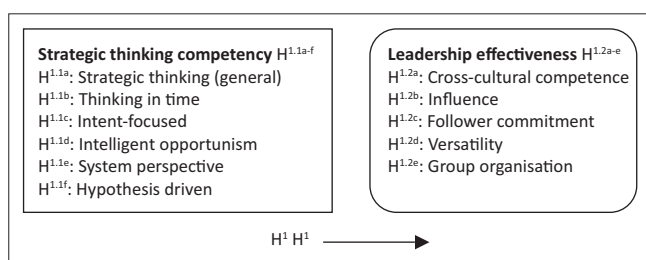 Strategic thinking competency H1.1a-f
H1.1a: Strategic thinking (general)
H1.1b: Thinking in time
H1.1c: Intent-focused
H1.1d: Intelligent opportunism
H1.1e: System perspective
H1.1f: Hypothesis driven
Leadership effectiveness H1.2a-e
H1.2a: Cross-cultural competence
H1.2b: Influence
H1.2c: Follower commitment
H1.2d: Versatility
H1.2e: Group organisation
H1 H1